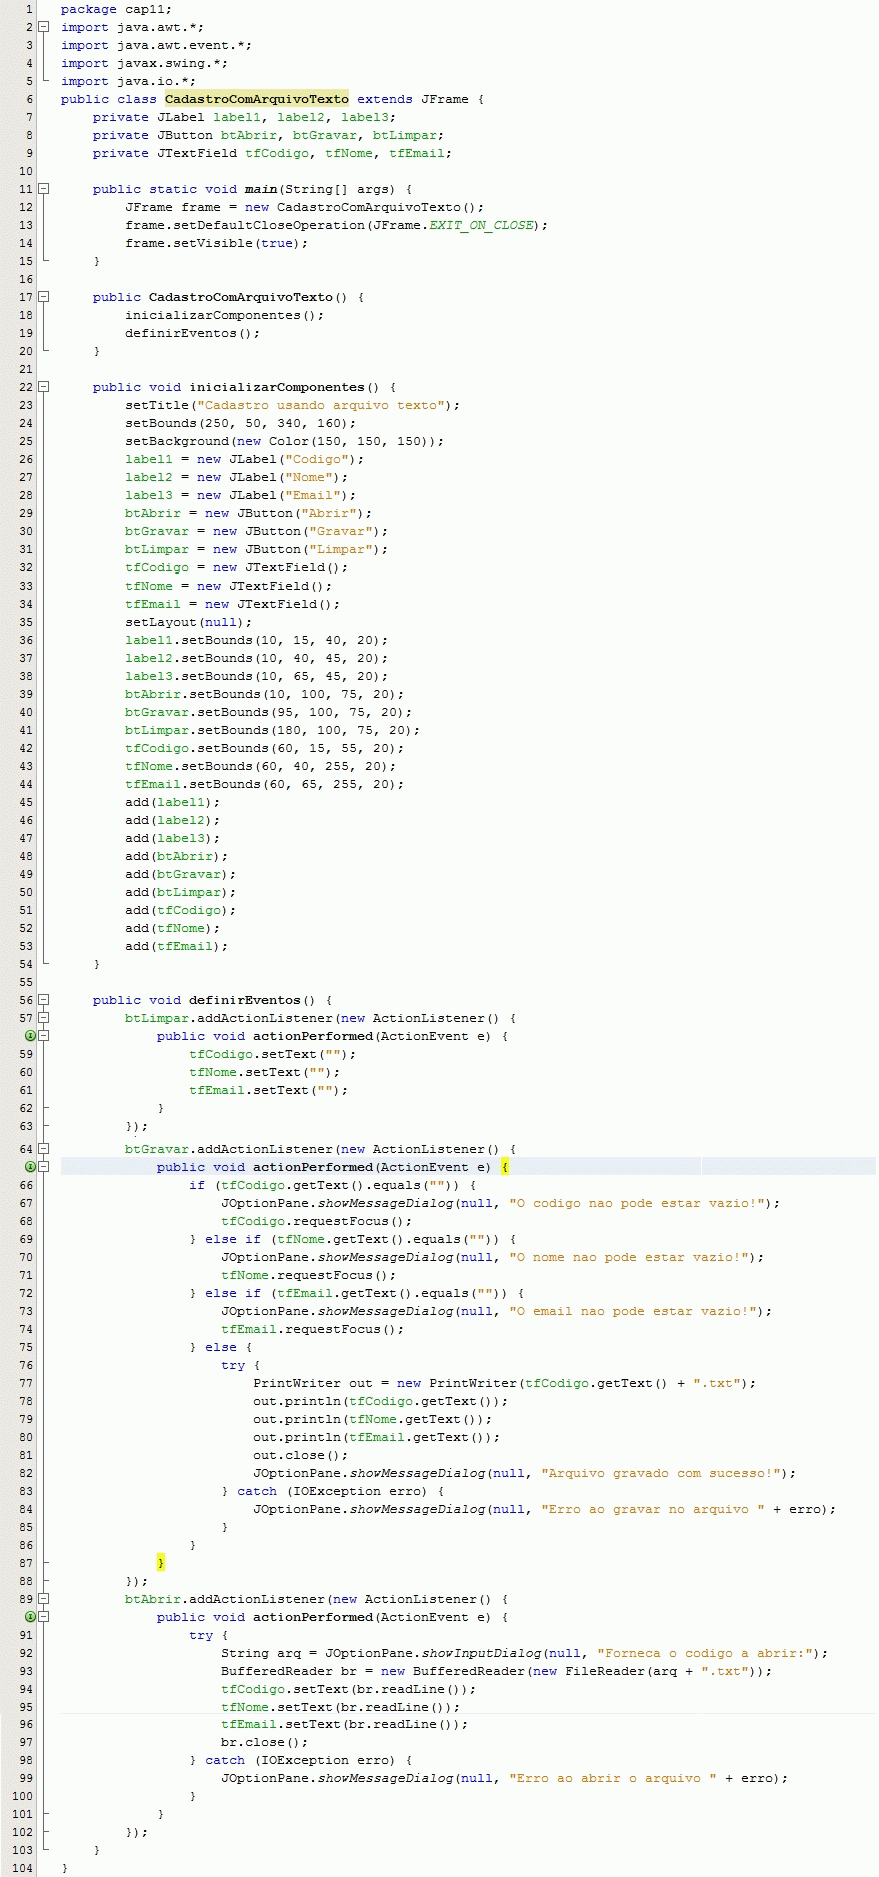 1 package cap11;
2 import java.awt.*;
3 import java.awt.event.*;
4 import javax.swing.*;
5 import java.io.*;
6 public class CadastroComArquivoTexto extends JFrame {
7     private JLabel label1, label2, label3;
8     private JButton btAbrir, btGravar, btLimpar;
9     private JTextField tfCodigo, tfNome, tfEmail;
10
11     public static void main(String[] args) {
12         JFrame frame = new CadastroComArquivoTexto();
13         frame.setDefaultCloseOperation(JFrame.EXIT_ON_CLOSE);
14         frame.setVisible(true);
15     }
16
17     public CadastroComArquivoTexto() {
18         inicializarComponentes();
19         definirEventos();
20     }
21
22     public void inicializarComponentes() {
23         setTitle("Cadastro usando arquivo texto");
24         setBounds(250, 50, 340, 160);
25         setBackground(new Color(150, 150, 150));
26         label1 = new JLabel("Codigo");
27         label2 = new JLabel("Nome");
28         label3 = new JLabel("Email");
29         btAbrir = new JButton("Abrir");
30         btGravar = new JButton("Gravar");
31         btLimpar = new JButton("Limpar");
32         tfCodigo = new JTextField();
33         tfNome = new JTextField();
34         tfEmail = new JTextField();
35         setLayout(null);
36         label1.setBounds(10, 15, 40, 20);
37         label2.setBounds(10, 40, 45, 20);
38         label3.setBounds(10, 65, 45, 20);
39         btAbrir.setBounds(10, 100, 75, 20);
40         btGravar.setBounds(95, 100, 75, 20);
41         btLimpar.setBounds(180, 100, 75, 20);
42         tfCodigo.setBounds(60, 15, 55, 20);
43         tfNome.setBounds(60, 40, 255, 20);
44         tfEmail.setBounds(60, 65, 255, 20);
45         add(label1);
46         add(label2);
47         add(label3);
48         add(btAbrir);
49         add(btGravar);
50         add(btLimpar);
51         add(tfCodigo);
52         add(tfNome);
53         add(tfEmail);
54     }
55
56     public void definirEventos() {
57         btLimpar.addActionListener(new ActionListener() {
            public void actionPerformed(ActionEvent e) {
59                 tfCodigo.setText("");
60                 tfNome.setText("");
61                 tfEmail.setText("");
62             }
63         });
64         btGravar.addActionListener(new ActionListener() {
            public void actionPerformed(ActionEvent e) {
66                 if (tfCodigo.getText().equals("")) {
67                     JOptionPane.showMessageDialog(null, "O codigo nao pode estar vazio!");
68                     tfCodigo.requestFocus();
69                 } else if (tfNome.getText().equals("")) {
70                     JOptionPane.showMessageDialog(null, "O nome nao pode estar vazio!");
71                     tfNome.requestFocus();
72                 } else if (tfEmail.getText().equals("")) {
73                     JOptionPane.showMessageDialog(null, "O email nao pode estar vazio!");
74                     tfEmail.requestFocus();
75                 } else {
76                     try {
77                         PrintWriter out = new PrintWriter(tfCodigo.getText() + ".txt");
78                         out.println(tfCodigo.getText());
79                         out.println(tfNome.getText());
80                         out.println(tfEmail.getText());
81                         out.close();
82                         JOptionPane.showMessageDialog(null, "Arquivo gravado com sucesso!");
83                     } catch (IOException erro) {
84                         JOptionPane.showMessageDialog(null, "Erro ao gravar no arquivo " + erro);
85                     }
86                 }
87             }
88         });
89         btAbrir.addActionListener(new ActionListener() {
            public void actionPerformed(ActionEvent e) {
91                 try {
92                     String arq = JOptionPane.showInputDialog(null, "Forneca o codigo a abrir:");
93                     BufferedReader br = new BufferedReader(new FileReader(arq + ".txt"));
94                     tfCodigo.setText(br.readLine());
95                     tfNome.setText(br.readLine());
96                     tfEmail.setText(br.readLine());
97                     br.close();
98                 } catch (IOException erro) {
99                     JOptionPane.showMessageDialog(null, "Erro ao abrir o arquivo " + erro);
100                 }
101             }
102         });
103     }
104 }